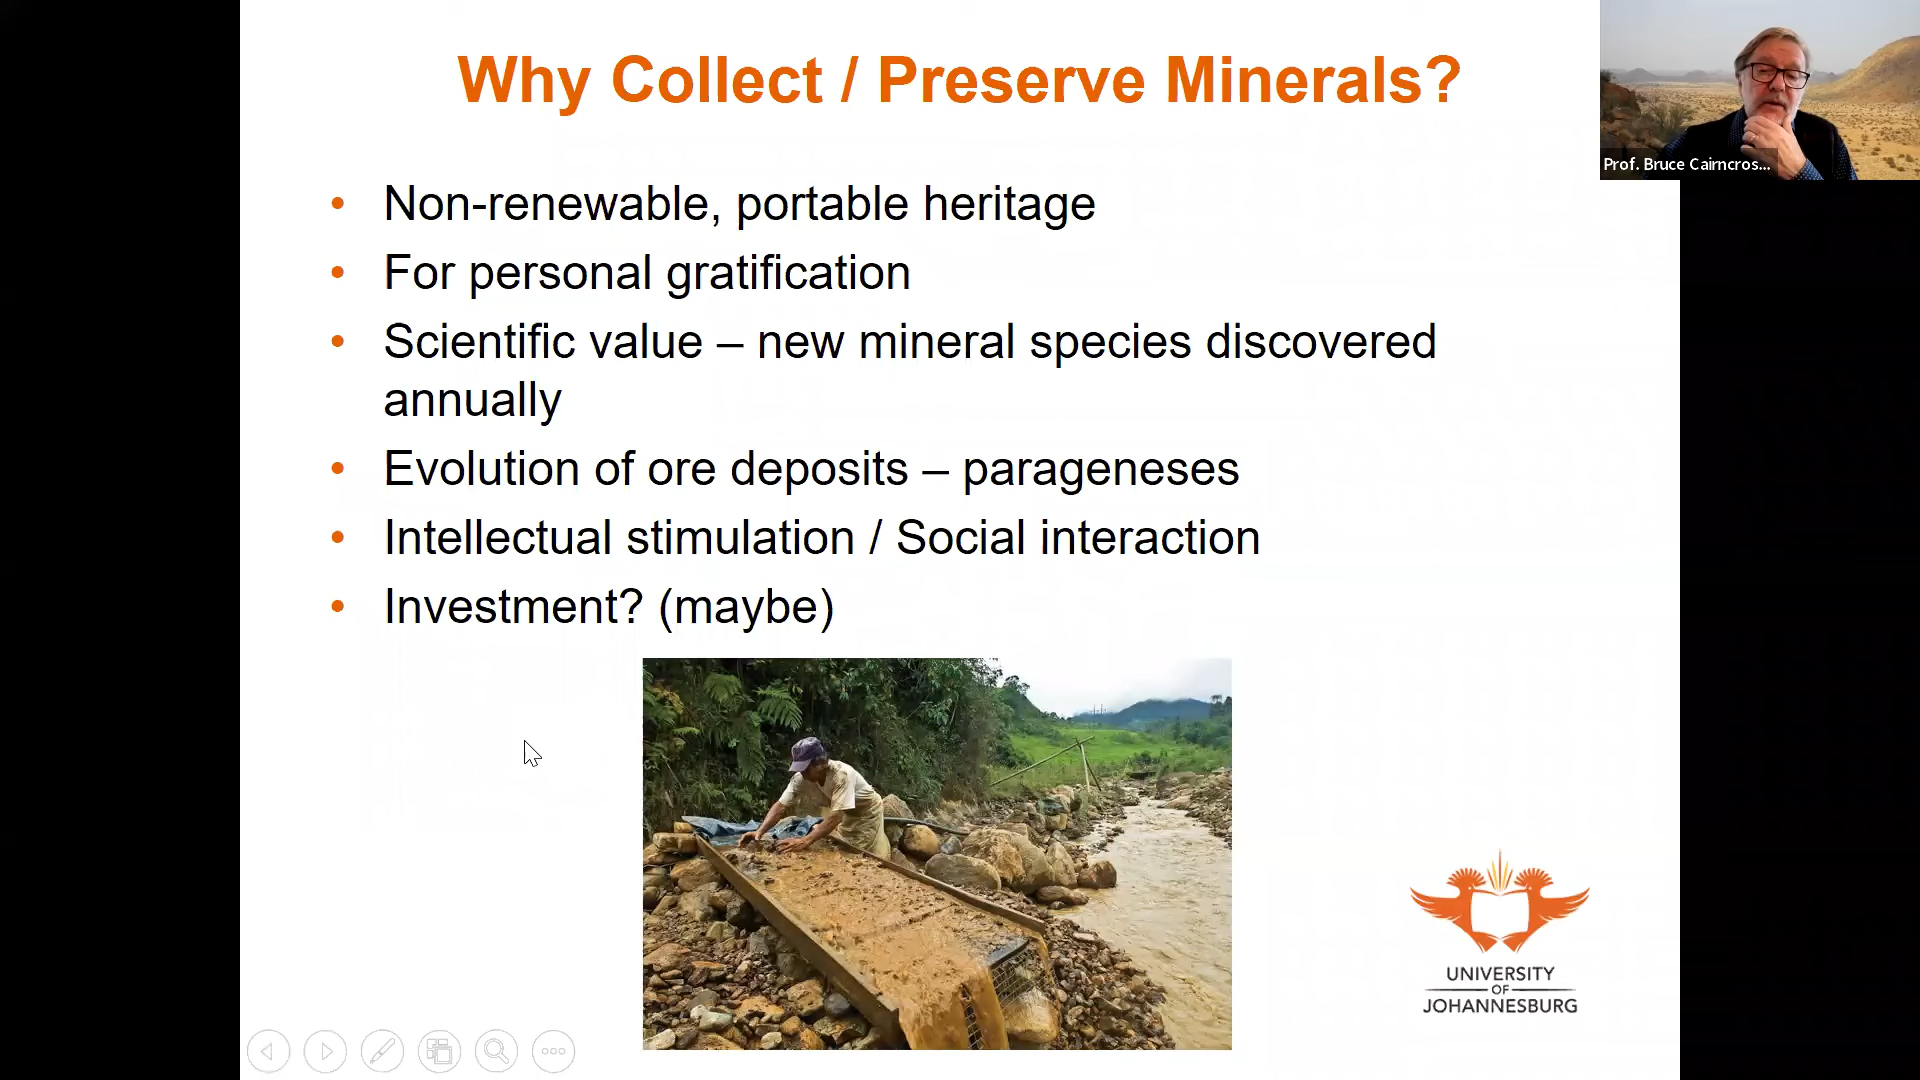 Why Collect / Preserve Minerals?
Prof. Bruce Cairncros...
• Non-renewable, portable heritage
• For personal gratification
• Scientific value – new mineral species discovered
annually
• Evolution of ore deposits – parageneses
• Intellectual stimulation / Social interaction
• Investment? (maybe)
UNIVERSITY
OF
JOHANNESBURG